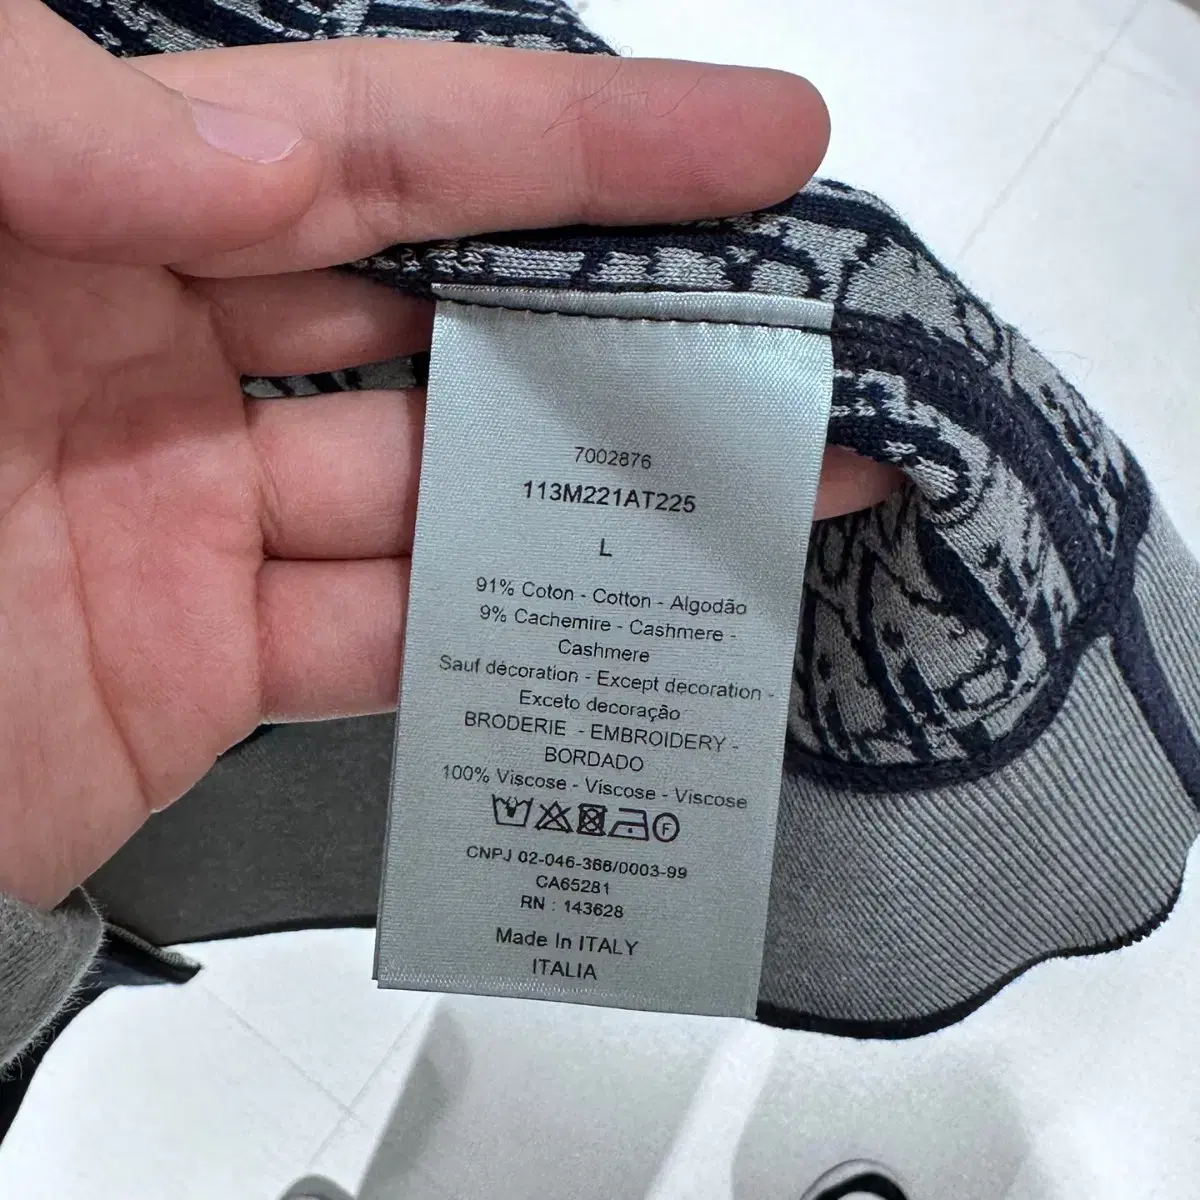 7002876
113M221AT225
L
91% Coton - Cotton - Algodão
9% Cachemire - Cashmere -
Cashmere
Sauf décoration - Except decoration -
Exceto decoração
BRODERIE - EMBROIDERY -
BORDADO
100% Viscose - Viscose - Viscose
F
CNPJ 02-046-366/0003-99
CA65281
RN : 143628
Made In ITALY
ITALIA